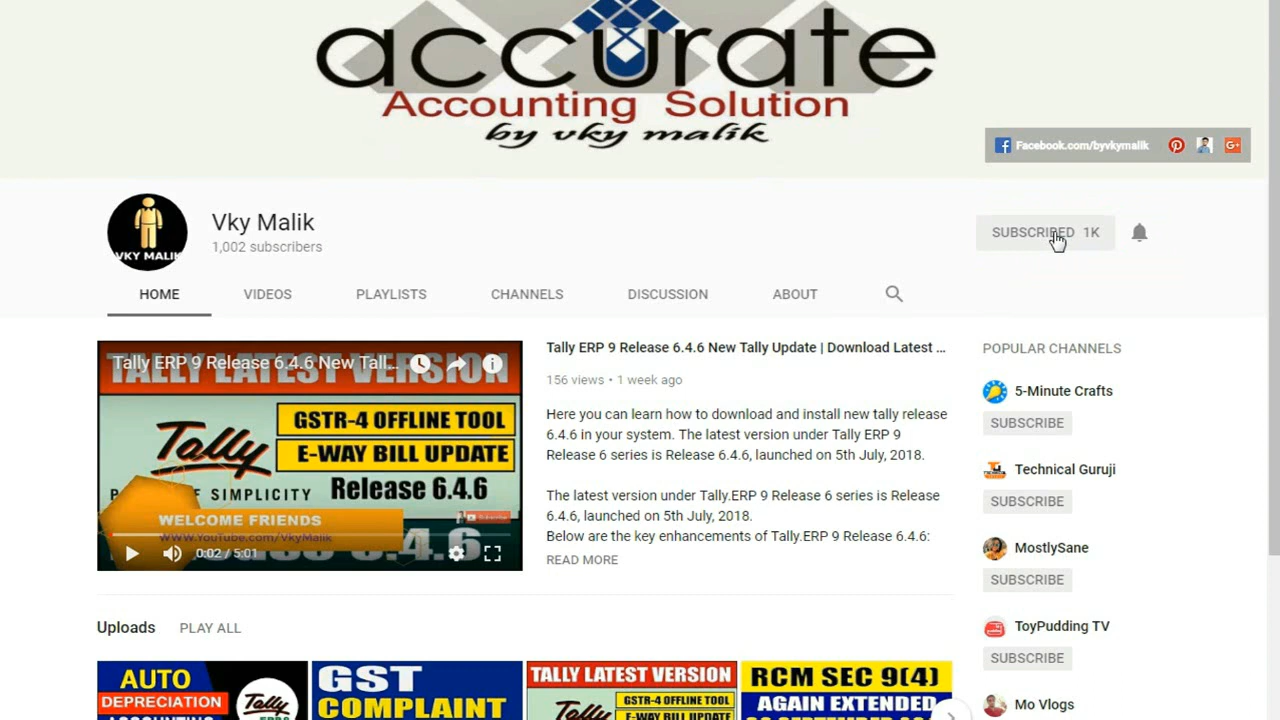 accurate
Accounting Solution
by vky malik
Facebook.com/byvkymalik
VKY MALIK
Vky Malik
1,002 subscribers
SUBSCRIBED 1K
HOME VIDEOS PLAYLISTS CHANNELS DISCUSSION ABOUT
Tally ERP 9 Release 6.4.6 New Tall...
TALLY LATEST VERSION
GSTR-4 OFFLINE TOOL
Tally
E-WAY BILL UPDATE
SIMPLICITY
Release 6.4.6
WELCOME FRIENDS
www.YouTube.com/VkyMalik
0:02 / 5:01
Tally ERP 9 Release 6.4.6 New Tally Update | Download Latest ...
156 views • 1 week ago
Here you can learn how to download and install new tally release
6.4.6 in your system. The latest version under Tally ERP 9
Release 6 series is Release 6.4.6, launched on 5th July, 2018.
The latest version under Tally.ERP 9 Release 6 series is Release
6.4.6, launched on 5th July, 2018.
Below are the key enhancements of Tally.ERP 9 Release 6.4.6:
READ MORE
POPULAR CHANNELS
5-Minute Crafts
SUBSCRIBE
Technical Guruji
SUBSCRIBE
MostlySane
SUBSCRIBE
ToyPudding TV
SUBSCRIBE
Mo Vlogs
Uploads PLAY ALL
AUTO
DEPRECIATION
Tally
GST
COMPLAINT
TALLY LATEST VERSION
GSTR-4 OFFLINE TOOL
Tally
RCM SEC 9(4)
AGAIN EXTENDED